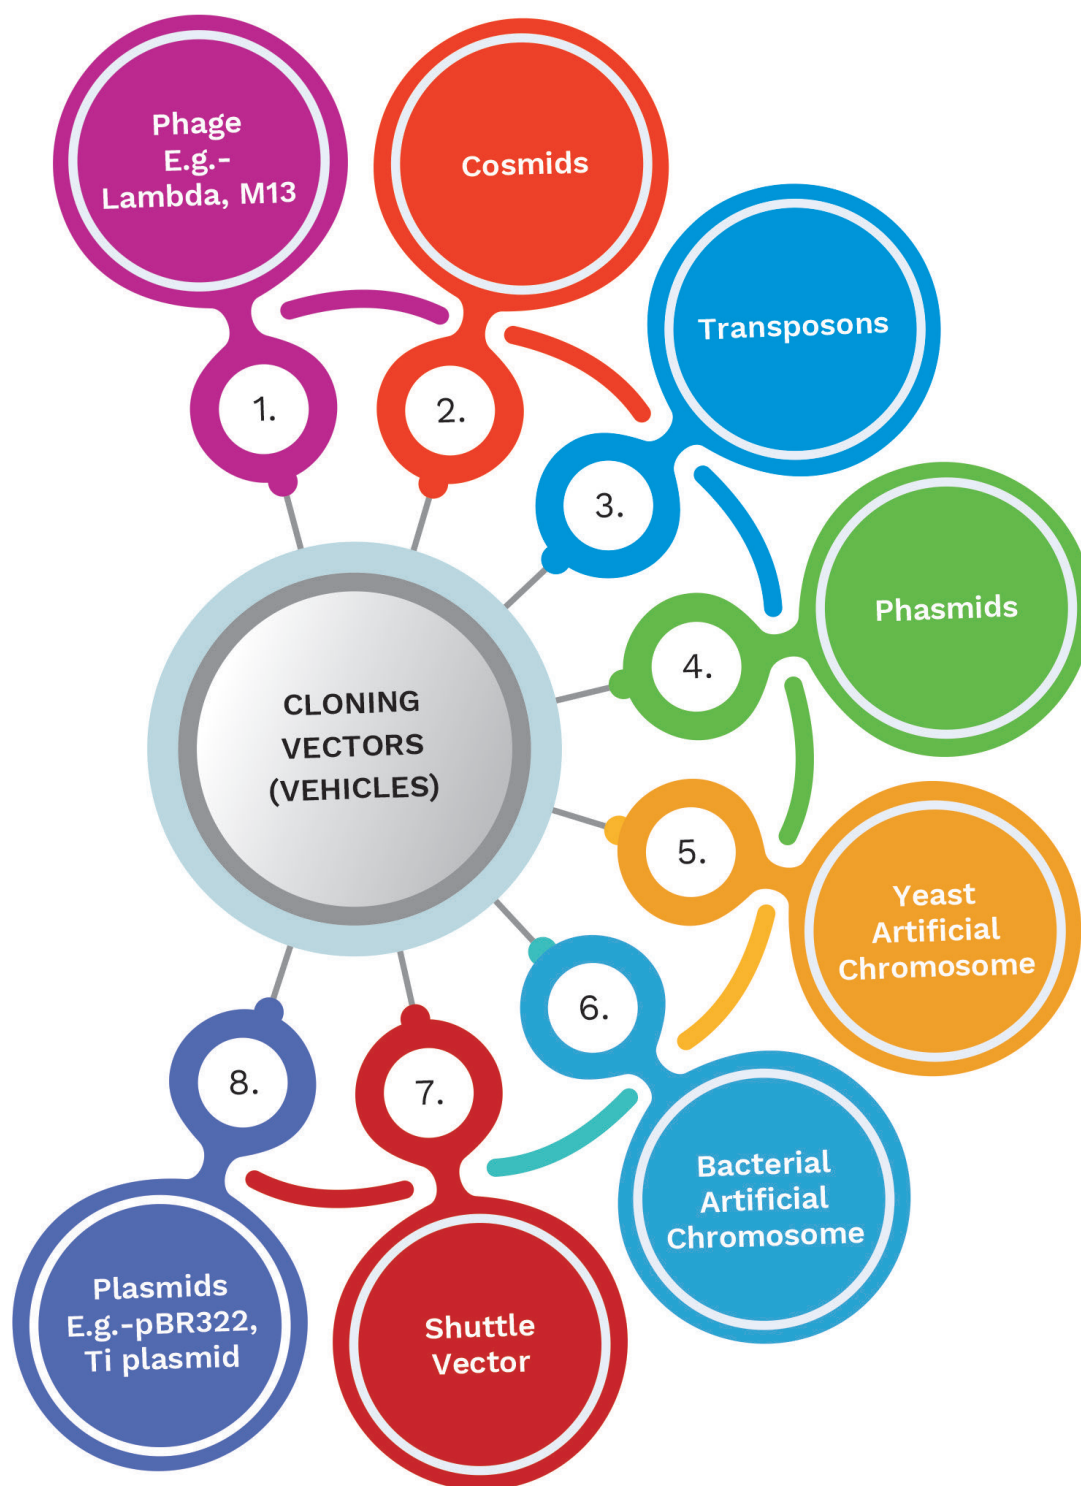 Phage
E.g.-
Lambda, M13
Cosmids
Transposons
1.
2.
3.
Phasmids
4.
CLONING
VECTORS
(VEHICLES)
5.
Yeast
Artificial
Chromosome
6.
8.
7.
Bacterial
Artificial
Chromosome
Plasmids
E.g.-pBR322,
Ti plasmid
Shuttle
Vector